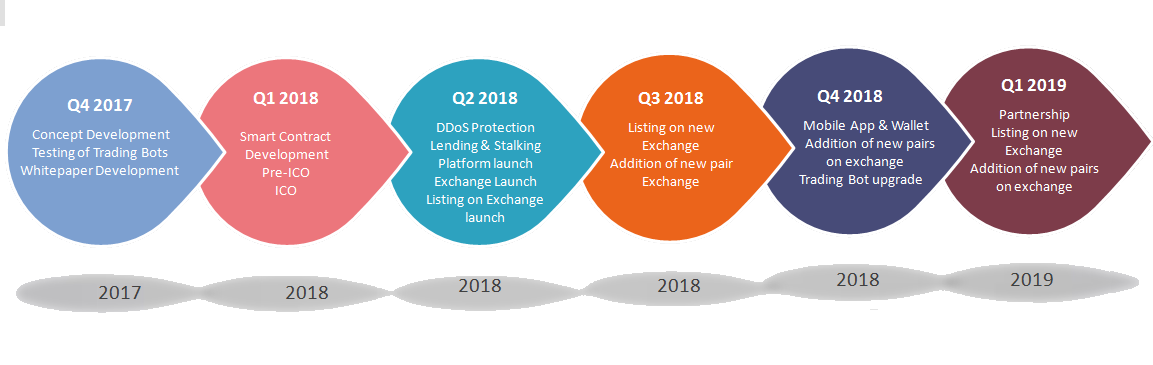 Q4 2017
Concept Development
Testing of Trading Bots
Whitepaper Development
Q1 2018
Smart Contract
Development
Pre-ICO
ICO
Q2 2018
DDoS Protection
Lending & Stalking
Platform launch
Exchange Launch
Listing on Exchange
launch
Q3 2018
Listing on new
Exchange
Addition of new pair
Exchange
Q4 2018
Mobile App & Wallet
Addition of new pairs
on exchange
Trading Bot upgrade
Q1 2019
Partnership
Listing on new
Exchange
Addition of new pairs
on exchange
2017
2018
2018
2018
2018
2019